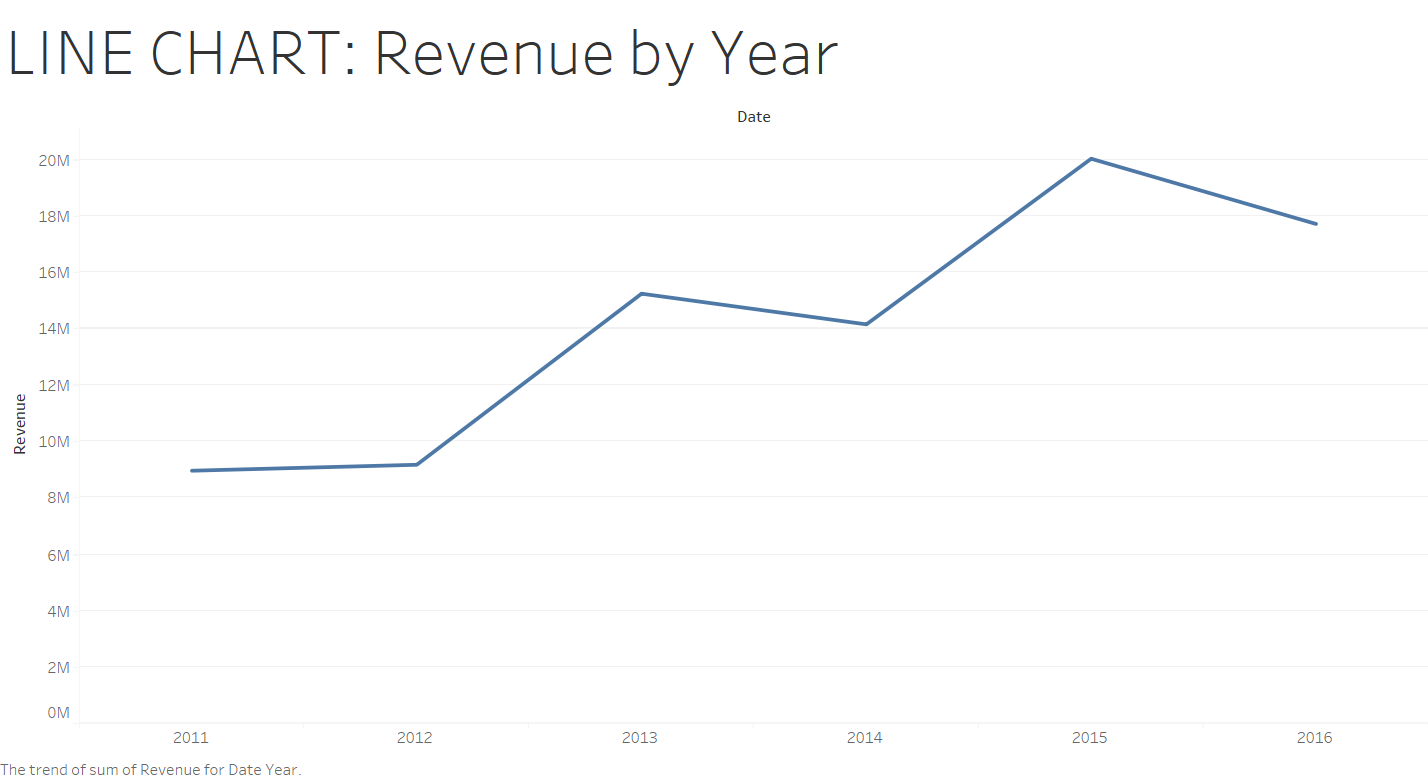 LINE CHART: Revenue by Year
Date
20M
18M
16M
14M
12M
10M
8M
6M
4M
2M
0M
Revenue
2011 2012 2013 2014 2015 2016
The trend of sum of Revenue for Date Year.